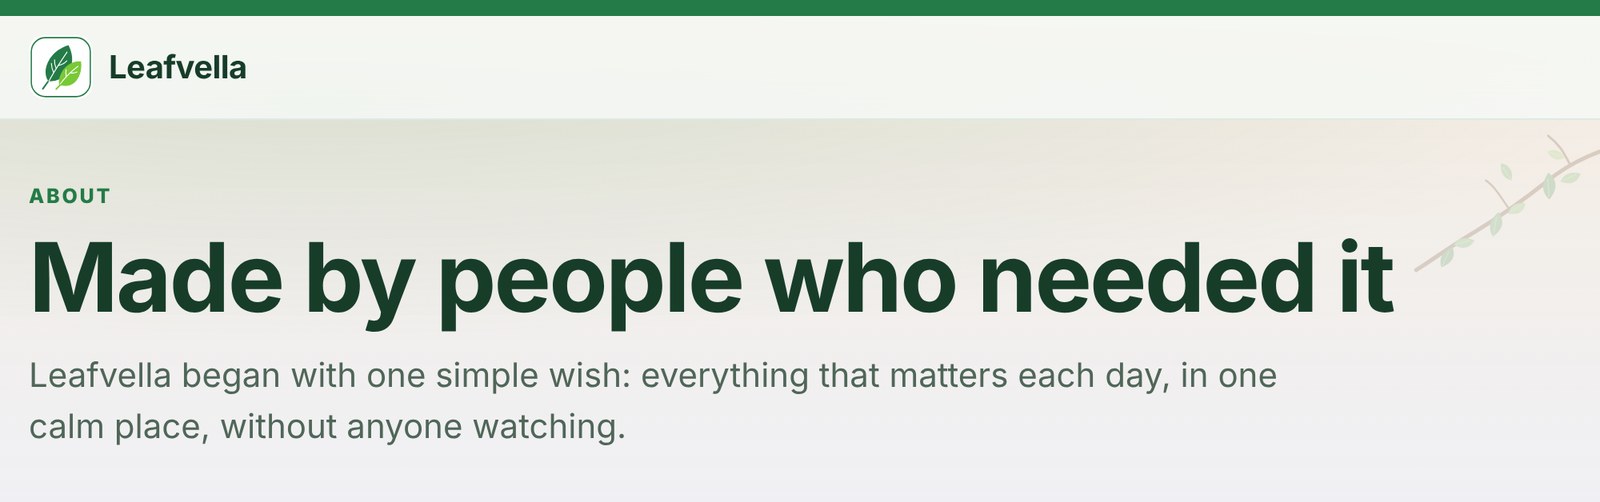 Leafvella
ABOUT
Made by people who needed it
Leafvella began with one simple wish: everything that matters each day, in one
calm place, without anyone watching.